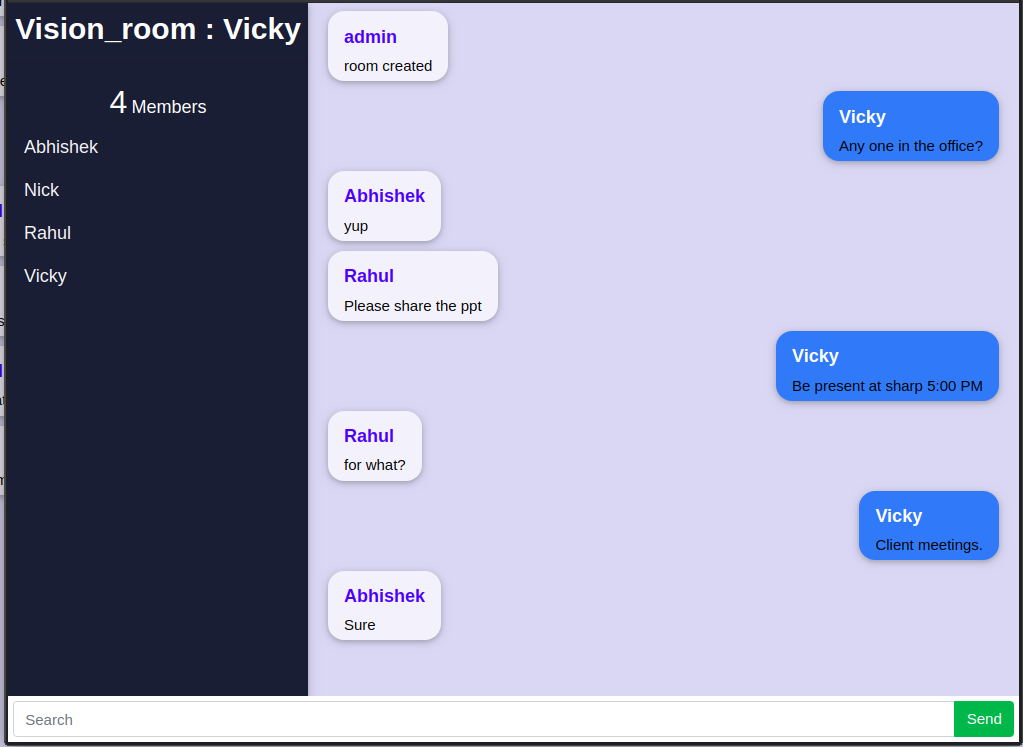 Vision_room : Vicky
4 Members
Abhishek
Nick
Rahul
Vicky
admin
room created
Vicky
Any one in the office?
Abhishek
yup
Rahul
Please share the ppt
Vicky
Be present at sharp 5:00 PM
Rahul
for what?
Vicky
Client meetings.
Abhishek
Sure
Search
Send